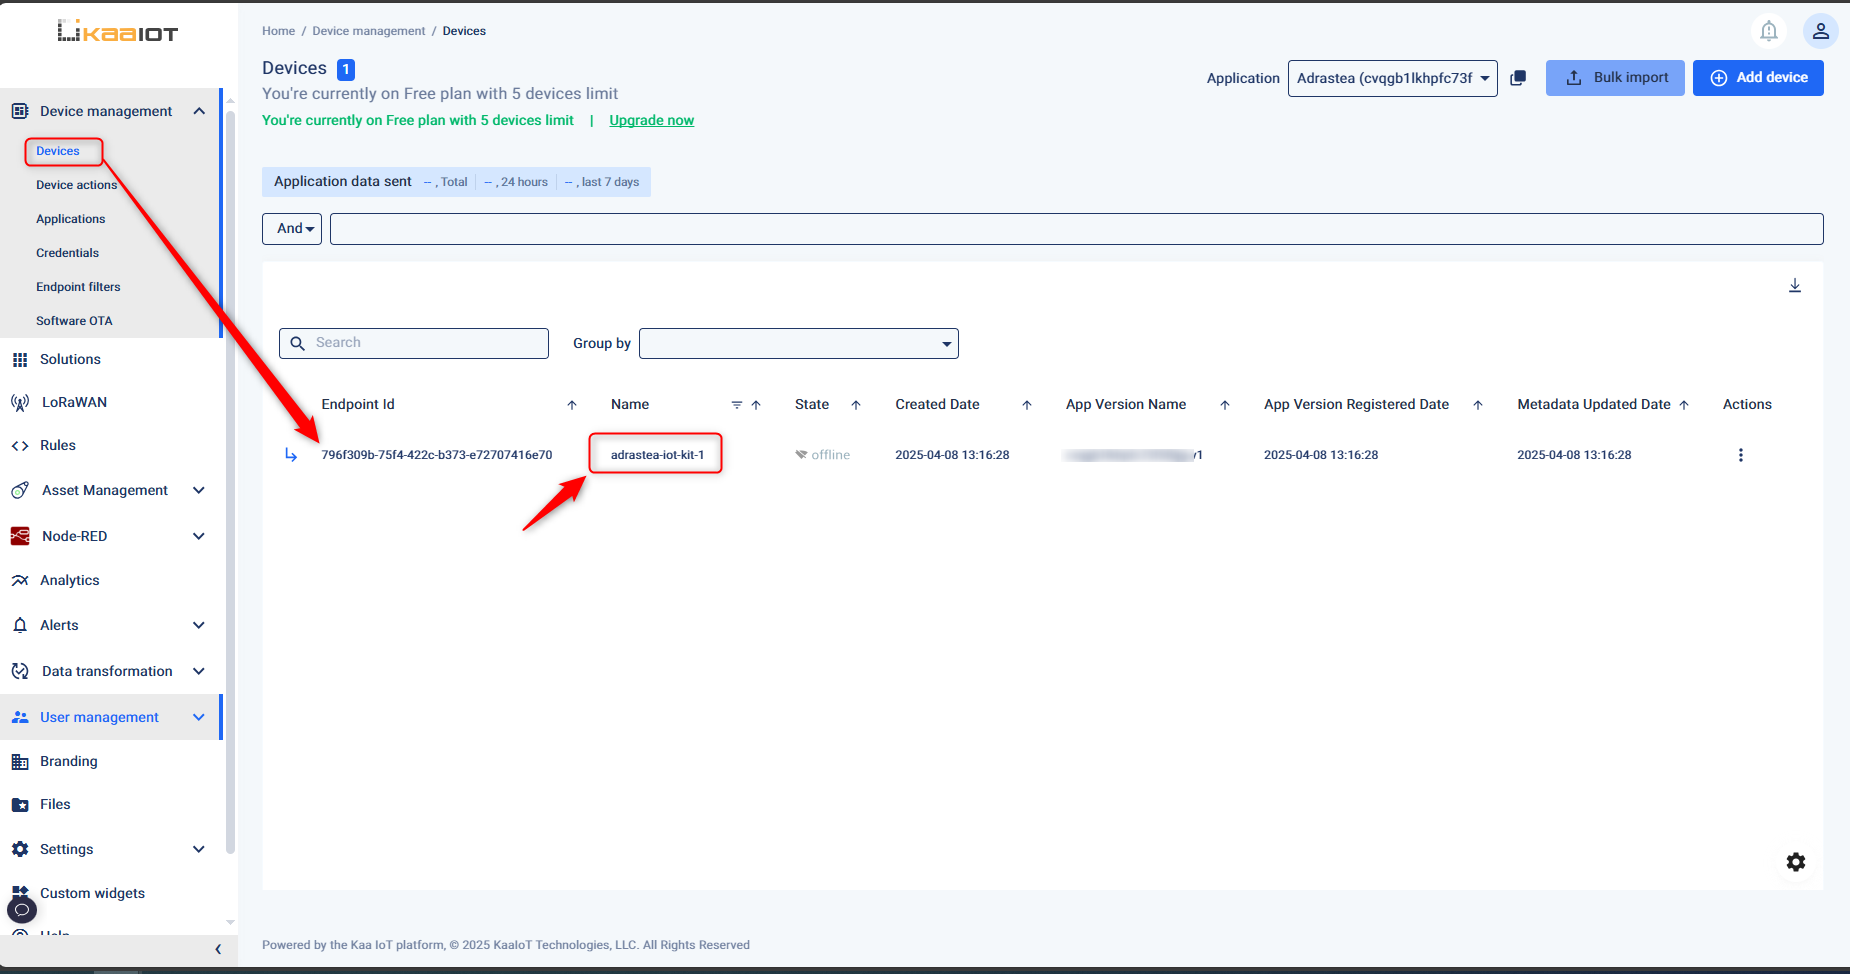 KaaIoT
Home / Device management / Devices
Devices 1
You're currently on Free plan with 5 devices limit
You're currently on Free plan with 5 devices limit | Upgrade now
Application Adrastea (cvqgb1lkhpfc73f
Bulk import
Add device
Device management
Devices
Device actions
Applications
Credentials
Endpoint filters
Software OTA
Solutions
LoRaWAN
Rules
Asset Management
Node-RED
Analytics
Alerts
Data transformation
User management
Branding
Files
Settings
Custom widgets
Help
Application data sent -- , Total -- , 24 hours -- , last 7 days
And
Search
Group by
Endpoint Id Name State Created Date App Version Name App Version Registered Date Metadata Updated Date Actions
796f309b-75f4-422c-b373-e72707416e70 adrastea-iot-kit-1 offline 2025-04-08 13:16:28 v1 2025-04-08 13:16:28 2025-04-08 13:16:28
Powered by the Kaa IoT platform, © 2025 KaaIoT Technologies, LLC. All Rights Reserved